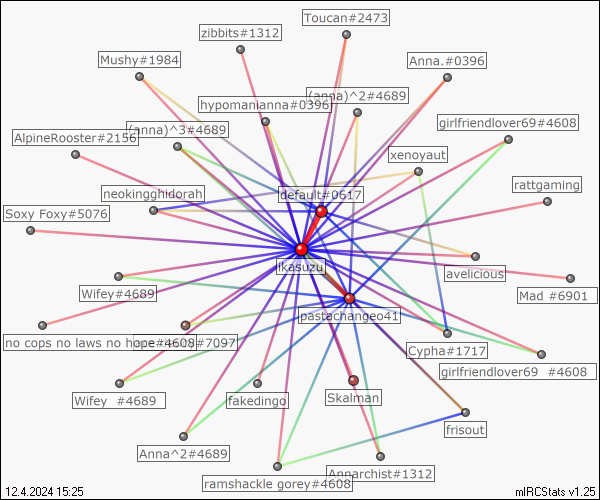 Toucan#2473
zibbits#1312
Mushy#1984
Anna.#0396
(anna)^2#4689
hypomanianna#0396
girlfriendlover69#4608
(anna)^3#4689
AlpineRooster#2156
xenoyaut
rattgaming
default#0617
neokingghidorah
Soxy Foxy#5076
ikasuzu
avelicious
Wifey#4689
Mad #6901
pastachangeo41
no cops no laws no hope#4608
#7097
Cypha#1717
girlfriendlover69 #4608
Wifey #4689
fakedingo
Skalman
frisout
Anna^2#4689
Annarchist#1312
ramshackle gorey#4608
12.4.2024 15:25
mIRCStats v1.25